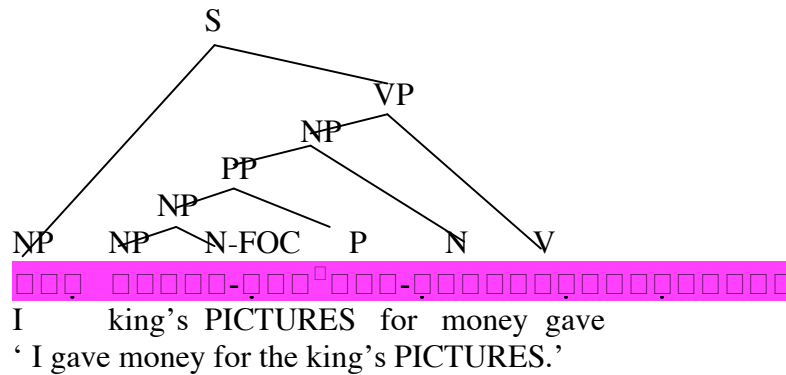 S
VP
NP
PP
NP
NP NP N-FOC P N V
I king's PICTURES for money gave
‘ I gave money for the king's PICTURES.’